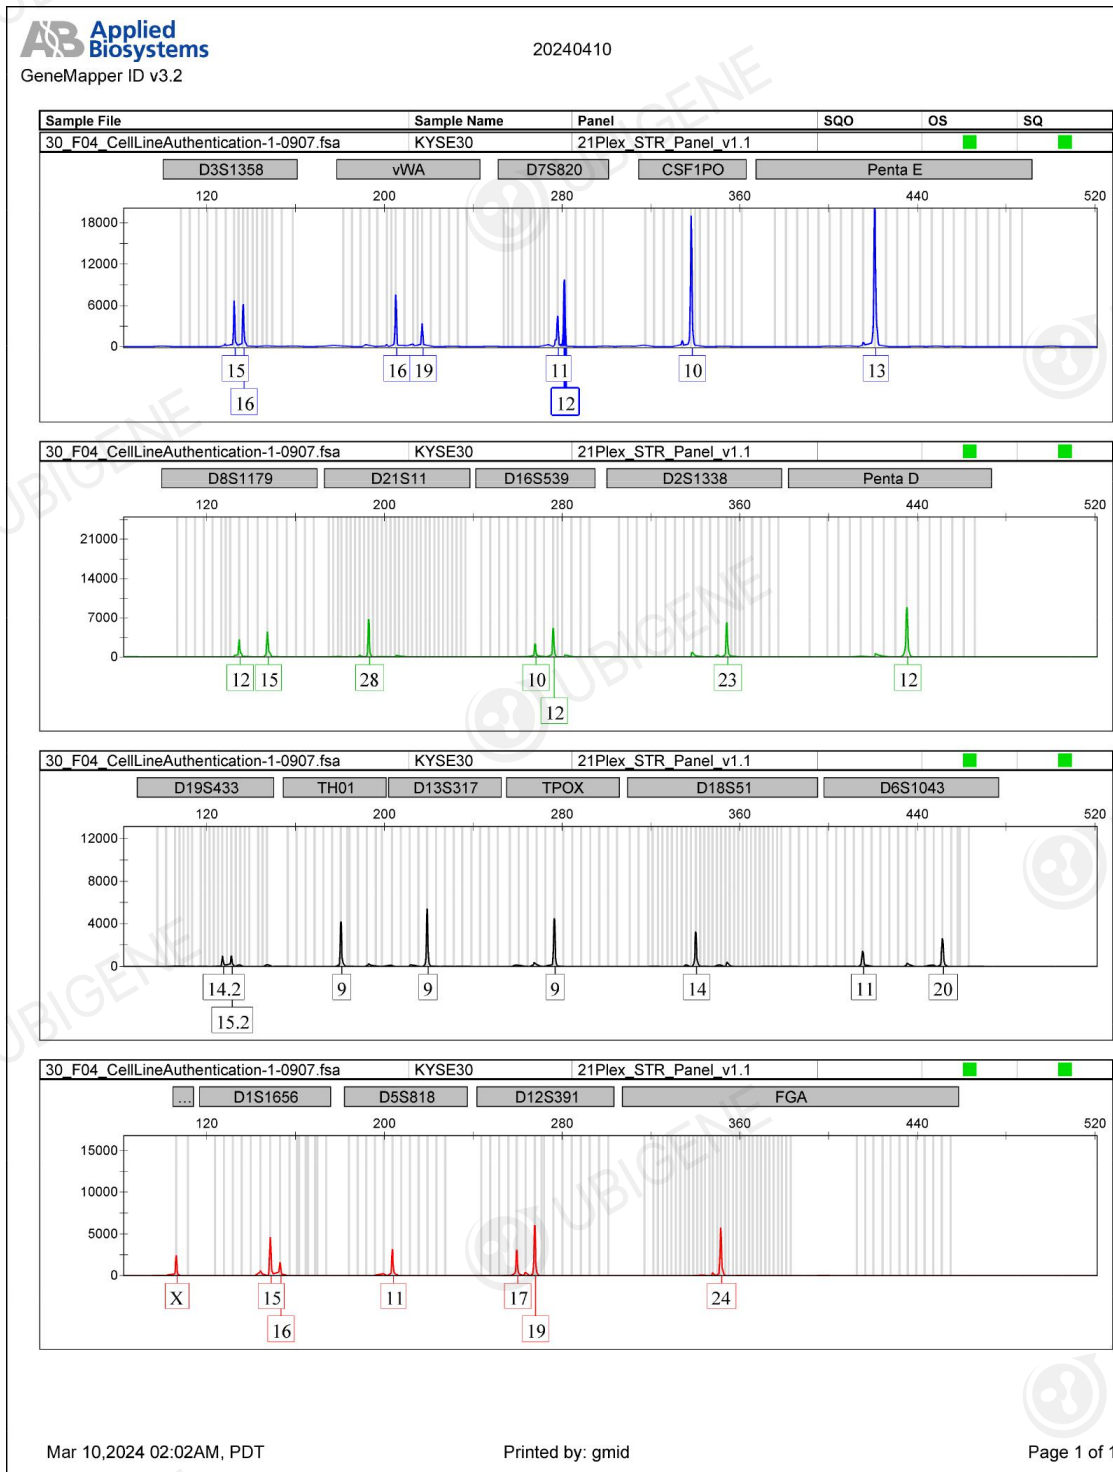 AB Applied Biosystems
GeneMapper ID v3.2
20240410
Sample File Sample Name Panel SQO OS SQ
30_F04_CellLineAuthentication-1-0907.fsa KYSE30 21Plex_STR_Panel_v1.1
D3S1358 vWA D7S820 CSF1PO Penta E
120 200 280 360 440 520
18000
12000
6000
0
15 16 19 11 10 13
16 12
30_F04_CellLineAuthentication-1-0907.fsa KYSE30 21Plex_STR_Panel_v1.1
D8S1179 D21S11 D16S539 D2S1338 Penta D
120 200 280 360 440 520
21000
14000
7000
0
12 15 28 10 23 12
12
30_F04_CellLineAuthentication-1-0907.fsa KYSE30 21Plex_STR_Panel_v1.1
D19S433 TH01 D13S317 TPOX D18S51 D6S1043
120 200 280 360 440 520
12000
8000
4000
0
14.2 9 9 9 14 11 20
15.2
30_F04_CellLineAuthentication-1-0907.fsa KYSE30 21Plex_STR_Panel_v1.1
... D1S1656 D5S818 D12S391 FGA
120 200 280 360 440 520
15000
10000
5000
0
X 15 11 17 24
16 19
Mar 10,2024 02:02AM, PDT Printed by: gmid Page 1 of 1
UBIGENE
UBIGENE
UBIGENE
UBIGENE
UBIGENE